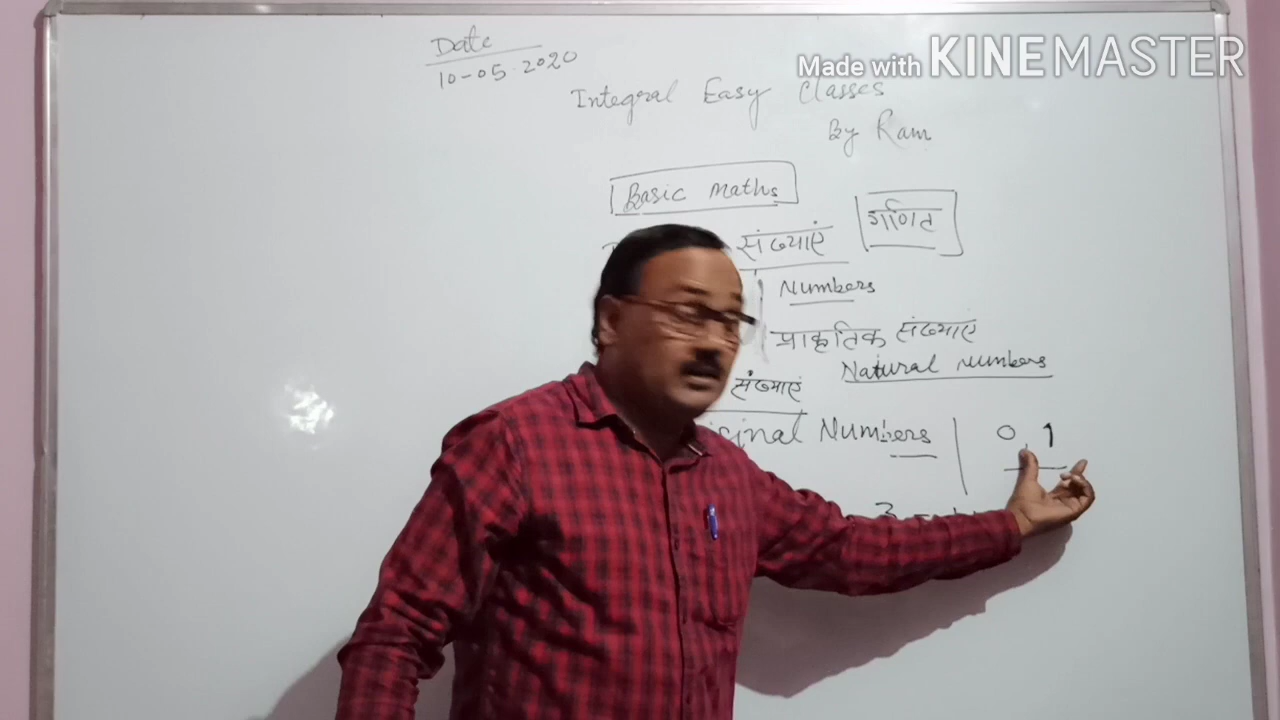 Date
10-05-2020
Made with KINEMASTER
Integral Easy Classes
By Ram
Basic maths
संख्याएं गणित
Numbers
प्राकृतिक संख्याएं
Natural numbers
संख्याएं
Numbers 0, 1
3